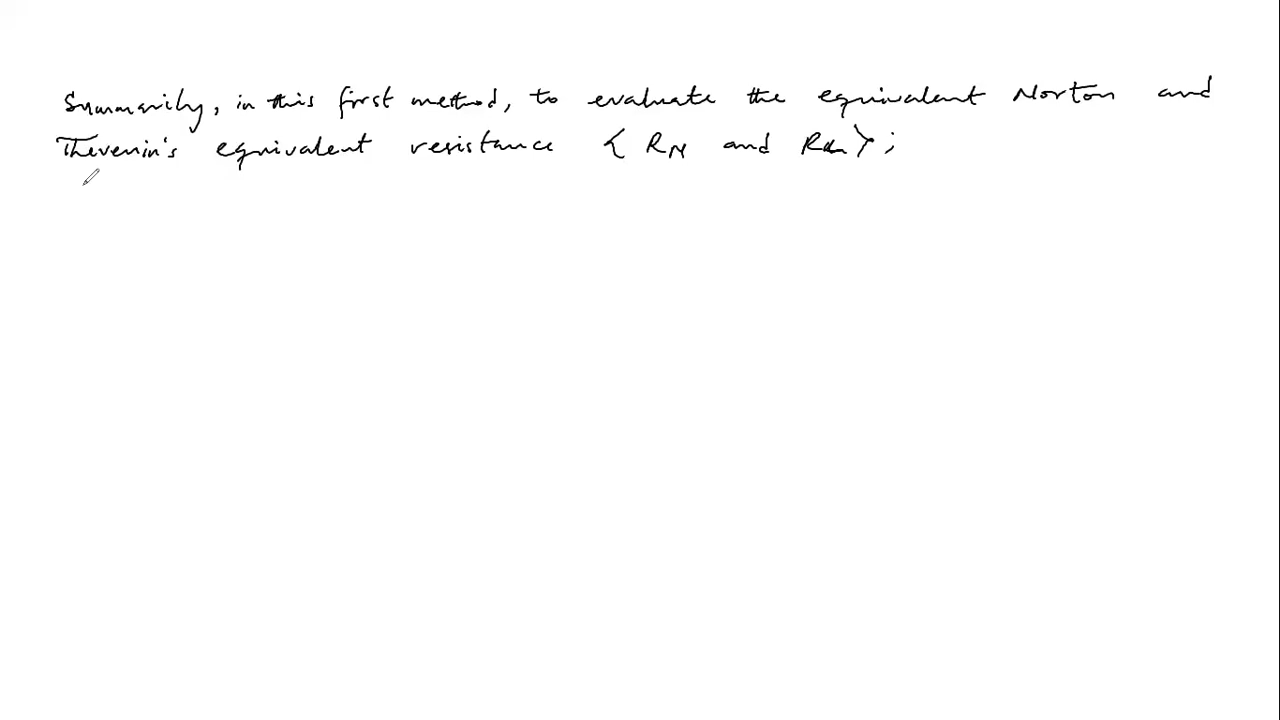 Summarily, in this first method, to evaluate the equivalent Norton and
Thevenin's equivalent resistance { RN and Rth } ;